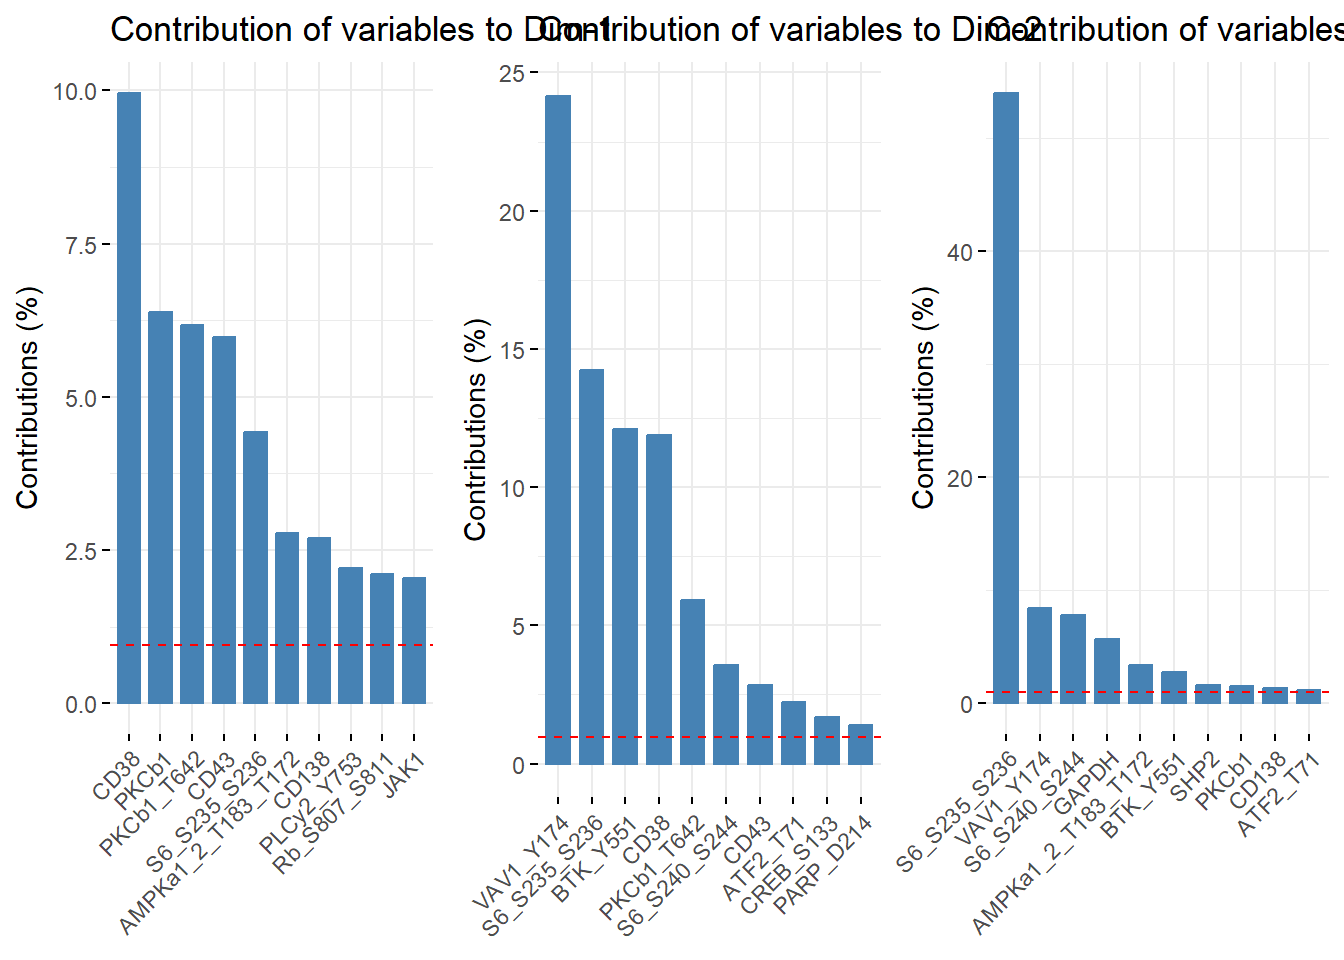 Contribution of variables to Dim-1
Contribution of variables to Dim-2
Contribution of variables
Contributions (%)
10.0
7.5
5.0
2.5
0.0
CD38
PKCb1
PKCb1_T642
CD43
S6_S235_S236
AMPKa1_2_T183_T172
CD138
PLCy2_Y753
Rb_S807_S811
JAK1
Contributions (%)
25
20
15
10
5
0
VAV1_Y174
S6_S235_S236
BTK_Y551
CD38
PKCb1_T642
S6_S240_S244
CD43
ATF2_T71
CREB_S133
PARP_D214
Contributions (%)
40
20
0
S6_S235_S236
VAV1_Y174
S6_S240_S244
GAPDH
AMPKa1_2_T183_T172
BTK_Y551
SHP2
PKCb1
CD138
ATF2_T71